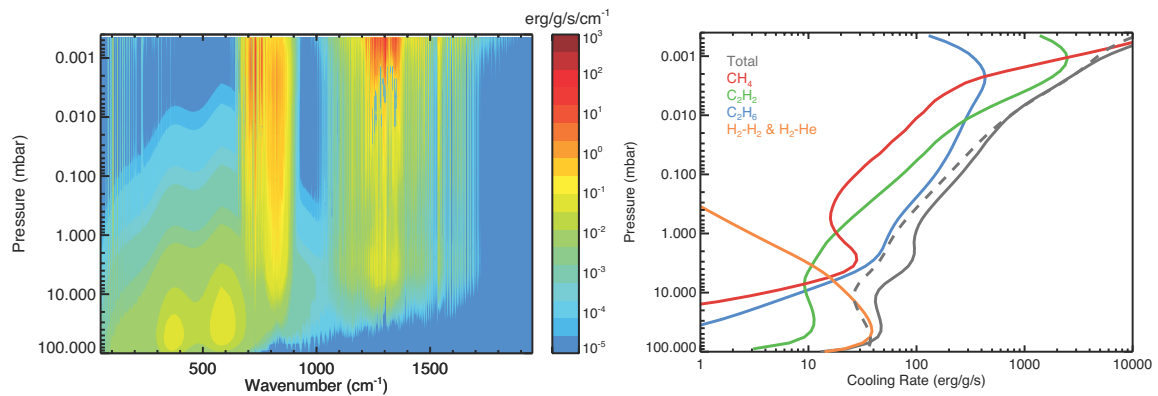 erg/g/s/cm⁻¹
0.001
0.010
0.100
1.000
10.000
100.000
Pressure (mbar)
500
1000
1500
Wavenumber (cm⁻¹)
10³
10²
10¹
10⁰
10⁻¹
10⁻²
10⁻³
10⁻⁴
10⁻⁵
Total
CH₄
C₂H₂
C₂H₆
H₂-H₂ & H₂-He
0.001
0.010
0.100
1.000
10.000
100.000
Pressure (mbar)
1
10
100
1000
10000
Cooling Rate (erg/g/s)